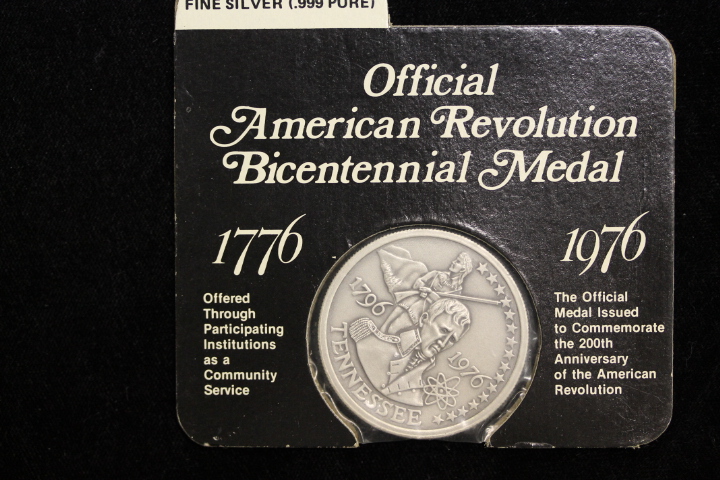 FINE SILVER (.999 PURE)
Official
American Revolution
Bicentennial Medal
1776
1976
Offered
Through
Participating
Institutions
as a
Community
Service
The Official
Medal Issued
to Commemorate
the 200th
Anniversary
of the American
Revolution
1796
1976
TENNESSEE